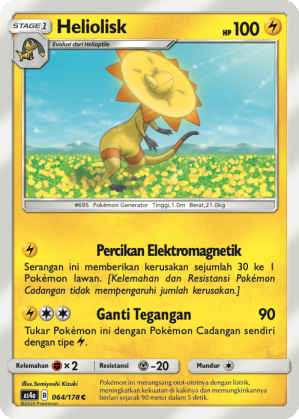 STAGE 1
Heliolisk
HP 100
Evolusi dari Helioptile
#695 Pokémon Generator Tinggi,1.0m Berat,21.0kg
Percikan Elektromagnetik
Serangan ini memberikan kerusakan sejumlah 30 ke 1
Pokémon lawan. [Kelemahan dan Resistansi Pokémon
Cadangan tidak mempengaruhi jumlah kerusakan.]
Ganti Tegangan 90
Tukar Pokémon ini dengan Pokémon Cadangan sendiri
dengan tipe .
Kelemahan × 2 Resistansi -20 Mundur
Illus.Sumiyoshi Kizuki
AS4a 064/178 C
©2020 Pokémon
Pokémon ini merangsang otot-ototnya dengan listrik,
meningkatkan kekuatan di kakinya dan memungkinkannya
berlari sejauh 90 meter dalam 5 detik.